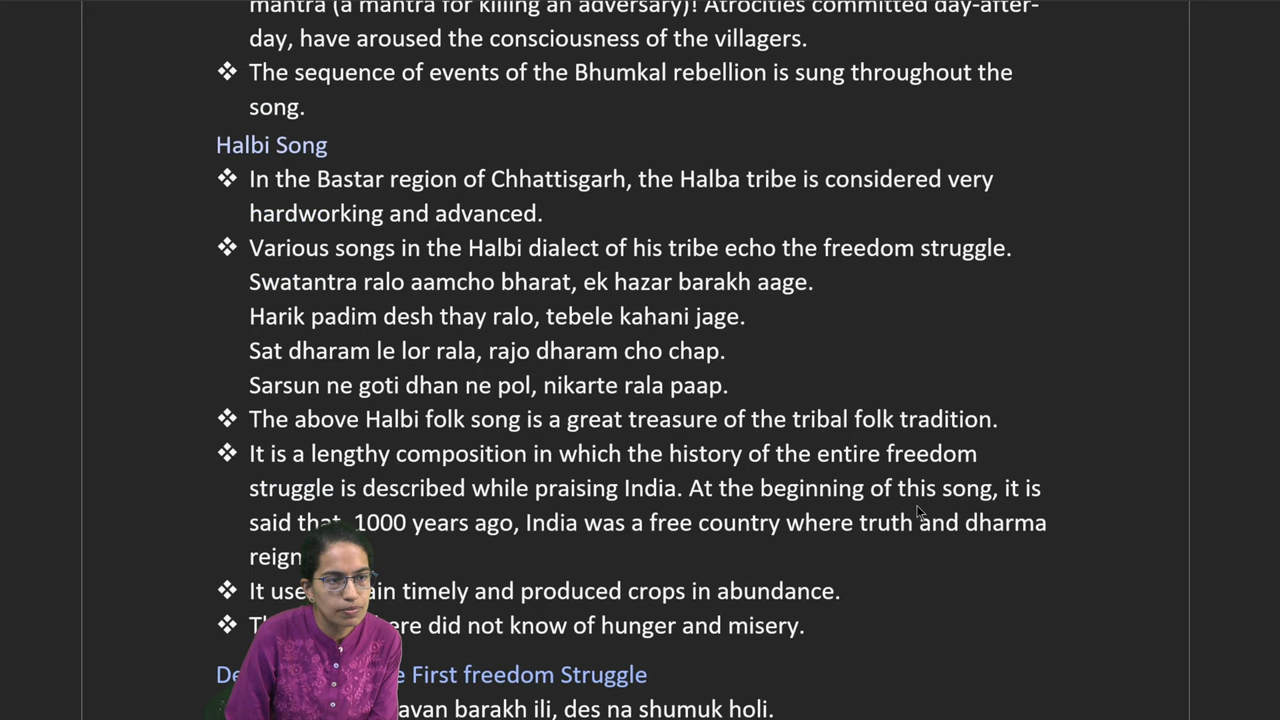 mantra (a mantra for killing an adversary)! Atrocities committed day-after-
day, have aroused the consciousness of the villagers.
❖ The sequence of events of the Bhumkal rebellion is sung throughout the
song.
Halbi Song
❖ In the Bastar region of Chhattisgarh, the Halba tribe is considered very
hardworking and advanced.
❖ Various songs in the Halbi dialect of his tribe echo the freedom struggle.
Swatantra ralo aamcho bharat, ek hazar barakh aage.
Harik padim desh thay ralo, tebele kahani jage.
Sat dharam le lor rala, rajo dharam cho chap.
Sarsun ne goti dhan ne pol, nikarte rala paap.
❖ The above Halbi folk song is a great treasure of the tribal folk tradition.
❖ It is a lengthy composition in which the history of the entire freedom
struggle is described while praising India. At the beginning of this song, it is
said that, 1000 years ago, India was a free country where truth and dharma
❖ It timely and produced crops in abundance.
❖ did not know of hunger and misery.
First freedom Struggle
barakh ili, des na shumuk holi.